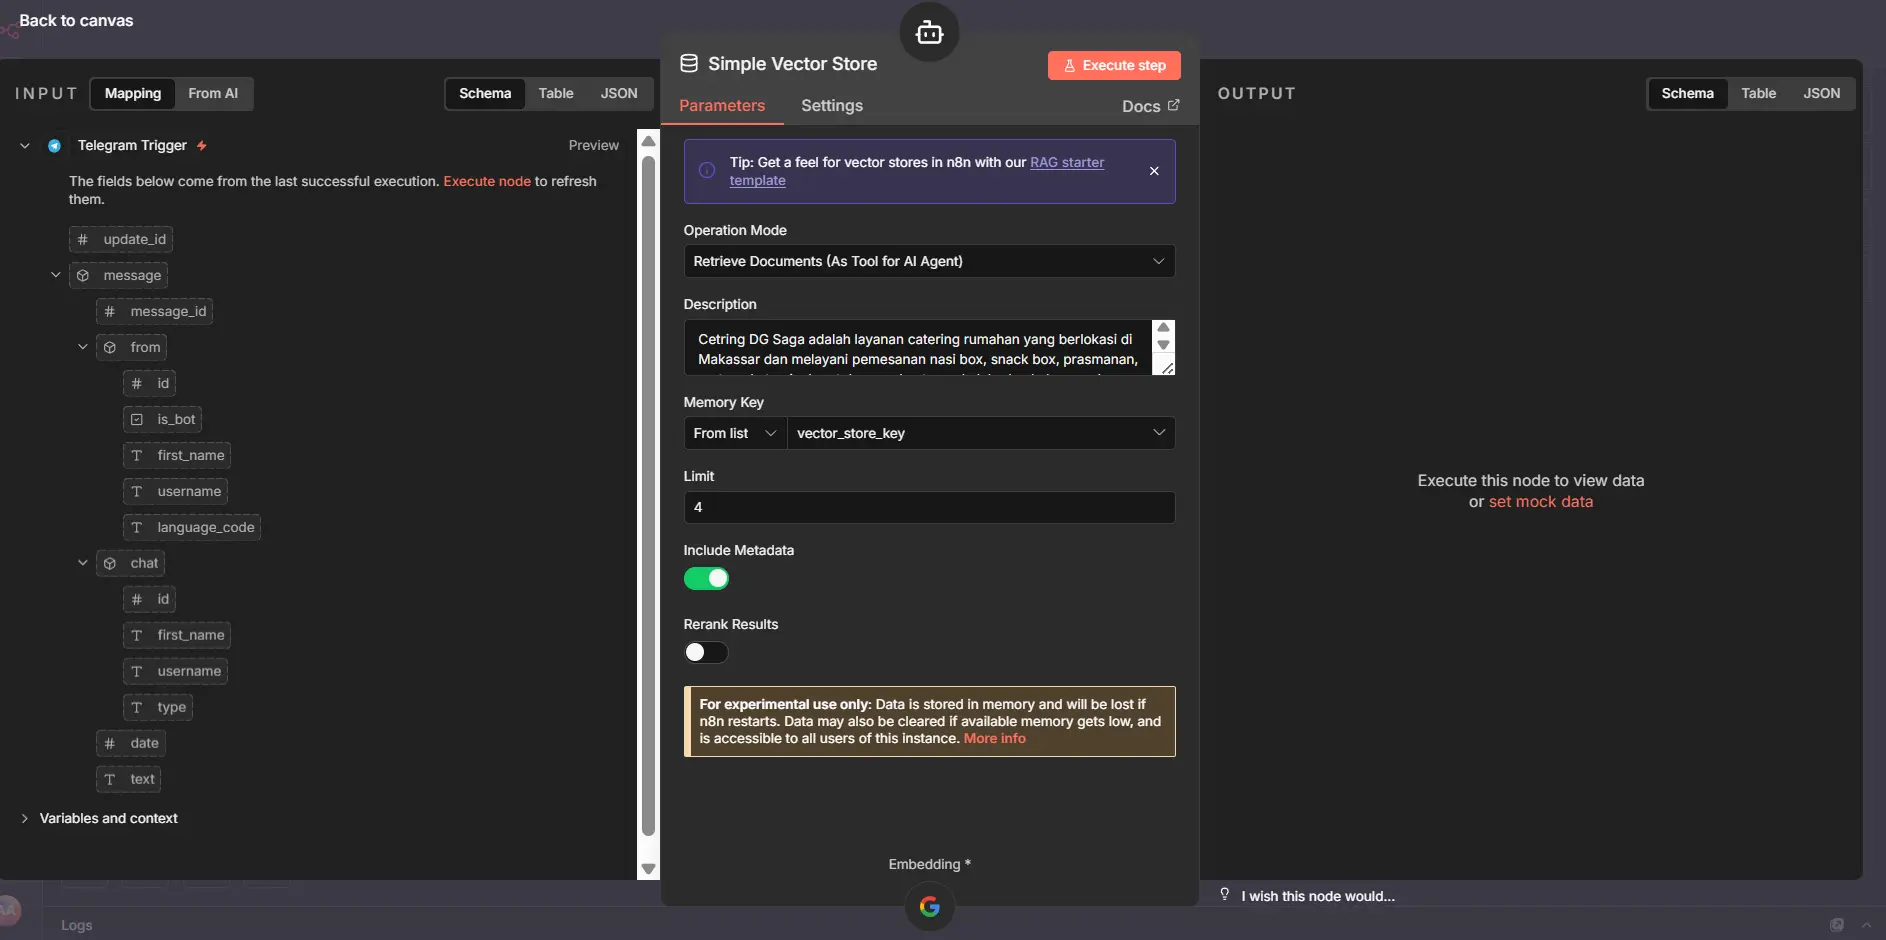 Back to canvas
INPUT
Mapping
From AI
Schema
Table
JSON
Telegram Trigger
Preview
The fields below come from the last successful execution. Execute node to refresh
them.
# update_id
message
# message_id
from
# id
is_bot
T first_name
T username
T language_code
chat
# id
T first_name
T username
T type
# date
T text
Variables and context
Simple Vector Store
Execute step
Parameters
Settings
Docs
Tip: Get a feel for vector stores in n8n with our RAG starter
template
Operation Mode
Retrieve Documents (As Tool for AI Agent)
Description
Cetring DG Saga adalah layanan catering rumahan yang berlokasi di
Makassar dan melayani pemesanan nasi box, snack box, prasmanan,
Memory Key
From list
vector_store_key
Limit
4
Include Metadata
Rerank Results
For experimental use only: Data is stored in memory and will be lost if
n8n restarts. Data may also be cleared if available memory gets low, and
is accessible to all users of this instance. More info
Embedding *
OUTPUT
Schema
Table
JSON
Execute this node to view data
or set mock data
I wish this node would...
Logs